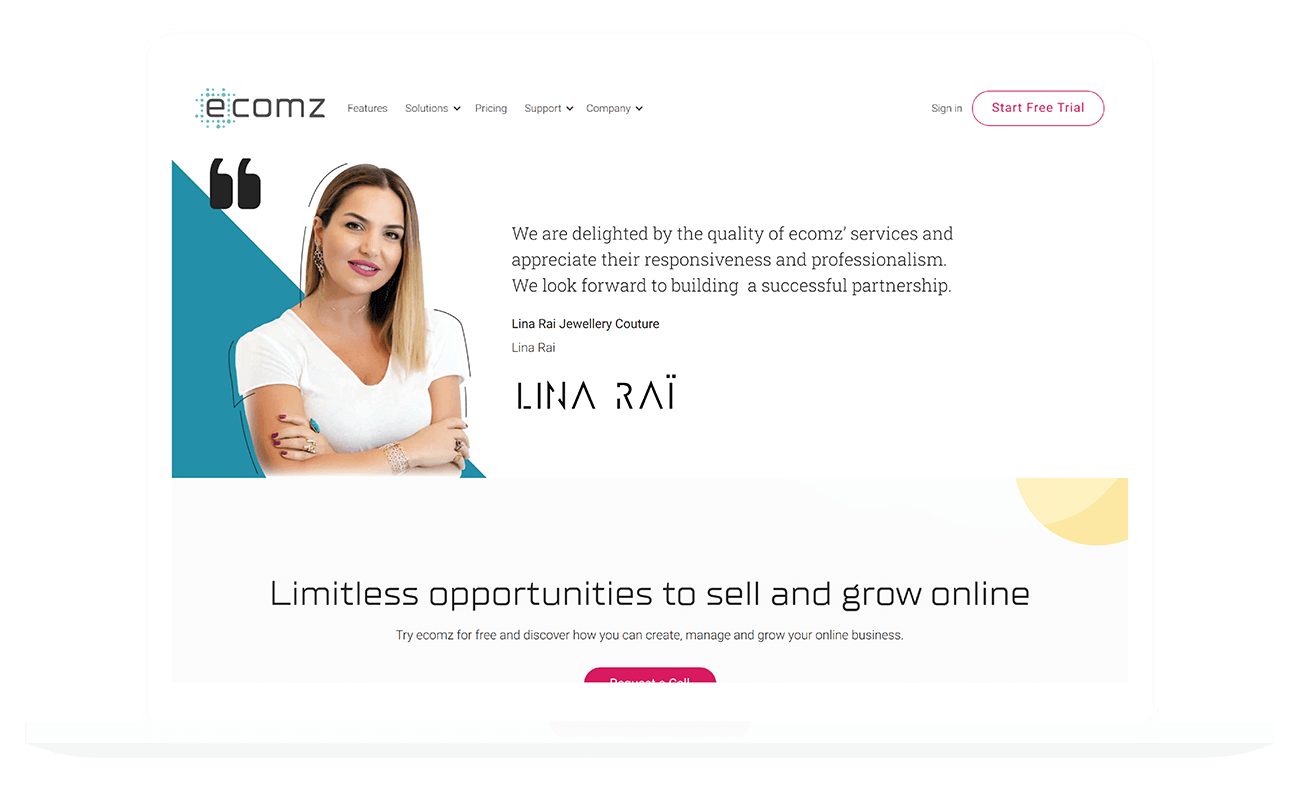 ecomz
Features Solutions Pricing Support Company
Sign in
Start Free Trial
We are delighted by the quality of ecomz’ services and
appreciate their responsiveness and professionalism.
We look forward to building a successful partnership.
Lina Rai Jewellery Couture
Lina Rai
LINA RAÏ
Limitless opportunities to sell and grow online
Try ecomz for free and discover how you can create, manage and grow your online business.
Request a Call